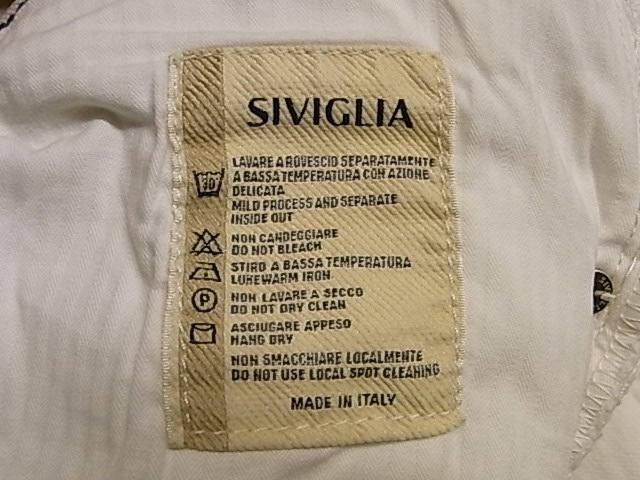 SIVIGLIA
LAVARE A ROVESCIO SEPARATAMENTE
A BASSA TEMPERATURA CON AZIONE
DELICATA
MILD PROCESS AND SEPARATE
INSIDE OUT
30
NON CANDEGGIARE
DO NOT BLEACH
STIRO A BASSA TEMPERATURA
LUKEWARM IRON
P
NON LAVARE A SECCO
DO NOT DRY CLEAN
ASCIUGARE APPESO
HANG DRY
NON SMACCHIARE LOCALMENTE
DO NOT USE LOCAL SPOT CLEANING
MADE IN ITALY